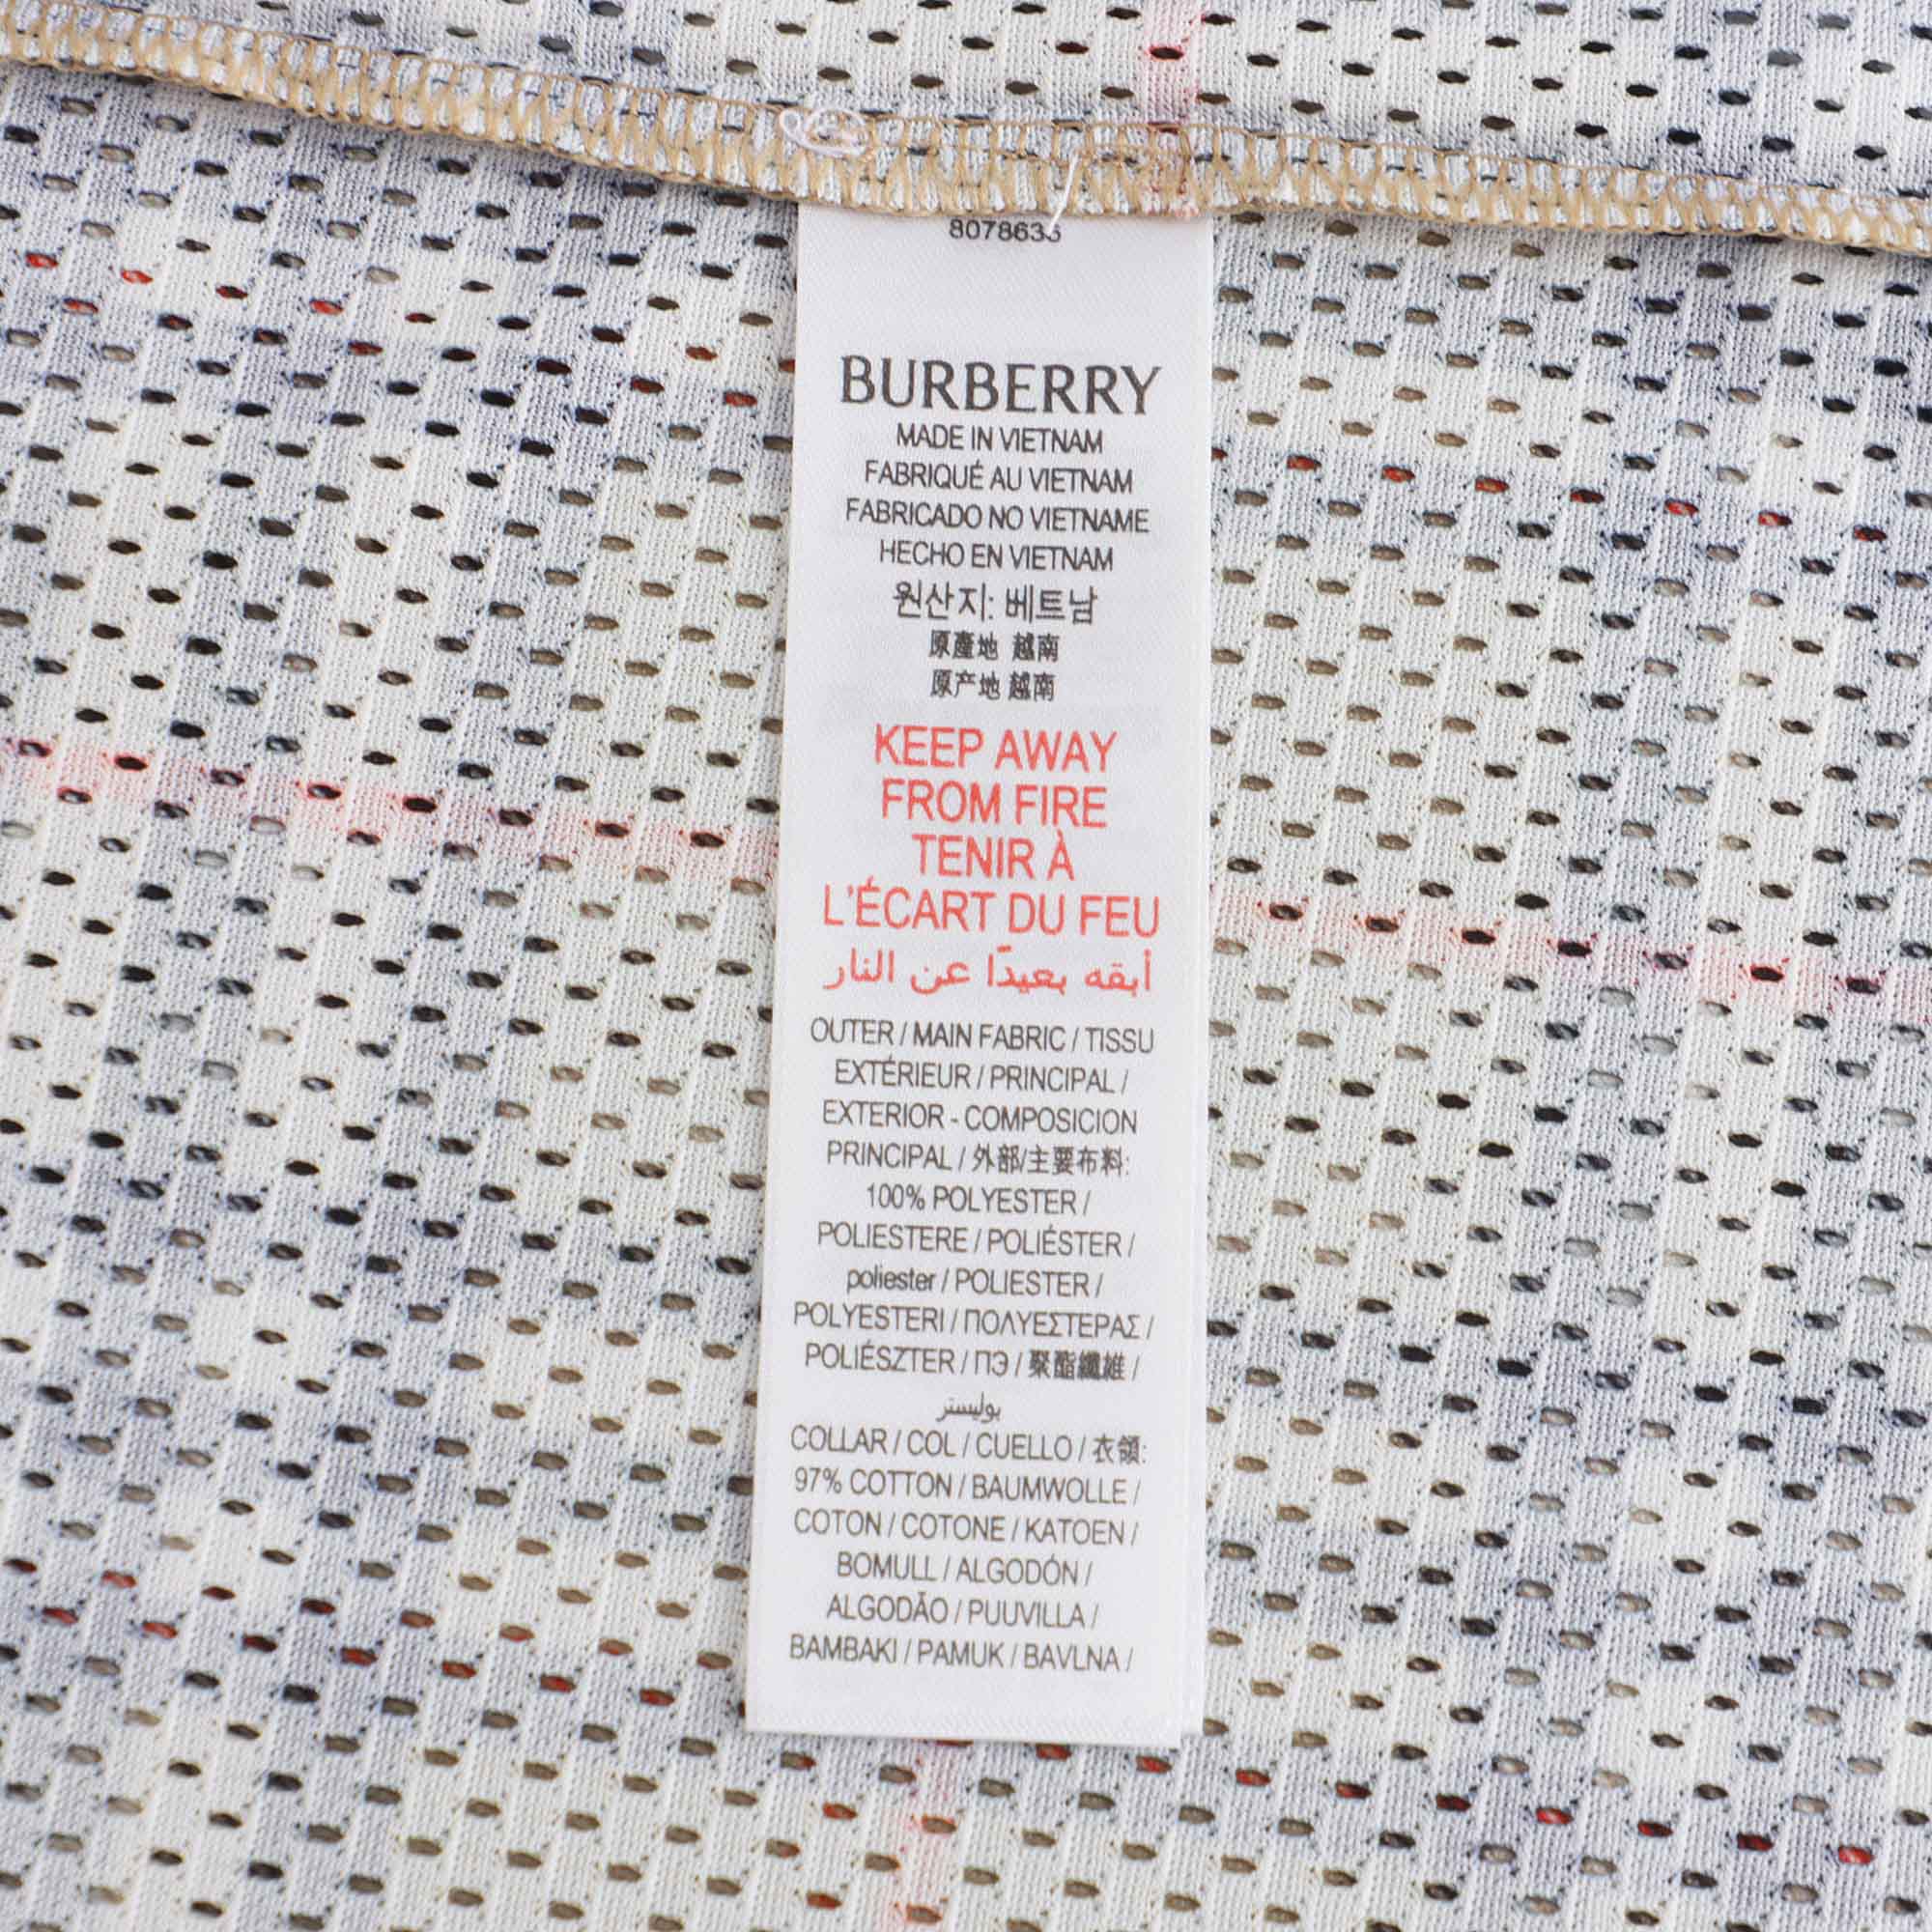 8078633
BURBERRY
MADE IN VIETNAM
FABRIQUÉ AU VIETNAM
FABRICADO NO VIETNAME
HECHO EN VIETNAM
원산지: 베트남
原產地 越南
原产地 越南
KEEP AWAY
FROM FIRE
TENIR À
L'ÉCART DU FEU
أبقه بعيدًا عن النار
OUTER / MAIN FABRIC / TISSU
EXTÉRIEUR / PRINCIPAL /
EXTERIOR - COMPOSICION
PRINCIPAL / 外部/主要布料:
100% POLYESTER /
POLIESTERE / POLIÉSTER /
poliester / POLIESTER /
POLYESTERI / ΠΟΛΥΕΣΤΕΡΑΣ /
POLIÉSZTER / ПЭ / 聚酯纖維 /
بوليستر
COLLAR / COL / CUELLO / 衣領:
97% COTTON / BAUMWOLLE /
COTON / COTONE / KATOEN /
BOMULL / ALGODÓN /
ALGODÃO / PUUVILLA /
BAMBAKI / PAMUK / BAVLNA /